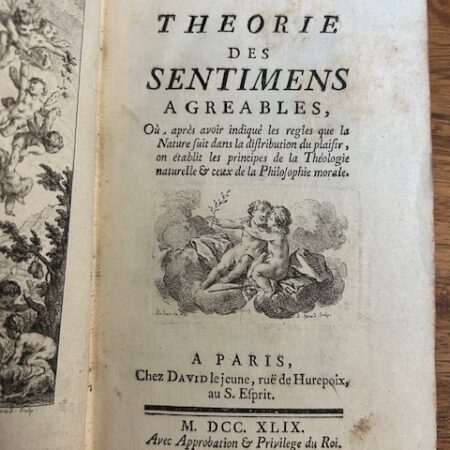 THEORIE
DES
SENTIMENS
AGREABLES,
Où, après avoir indiqué les regles que la
Nature suit dans la distribution du plaisir,
on établit les principes de la Théologie
naturelle & ceux de la Philosophie morale.
A PARIS,
Chez DAVID le jeune, ruë de Hurepoix,
au S. Esprit.
M. DCC. XLIX.
Avec Approbation & Privilege du Roi.